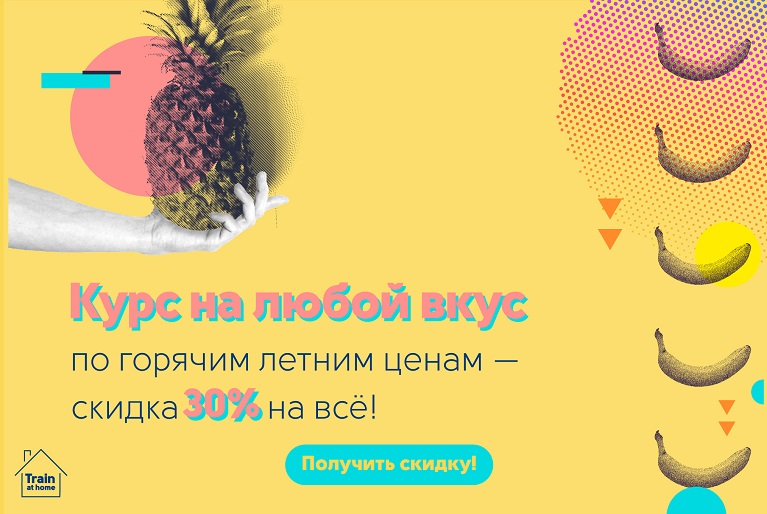 Курс на любой вкус
по горячим летним ценам —
скидка 30% на всё!
Получить скидку!
Train
at home